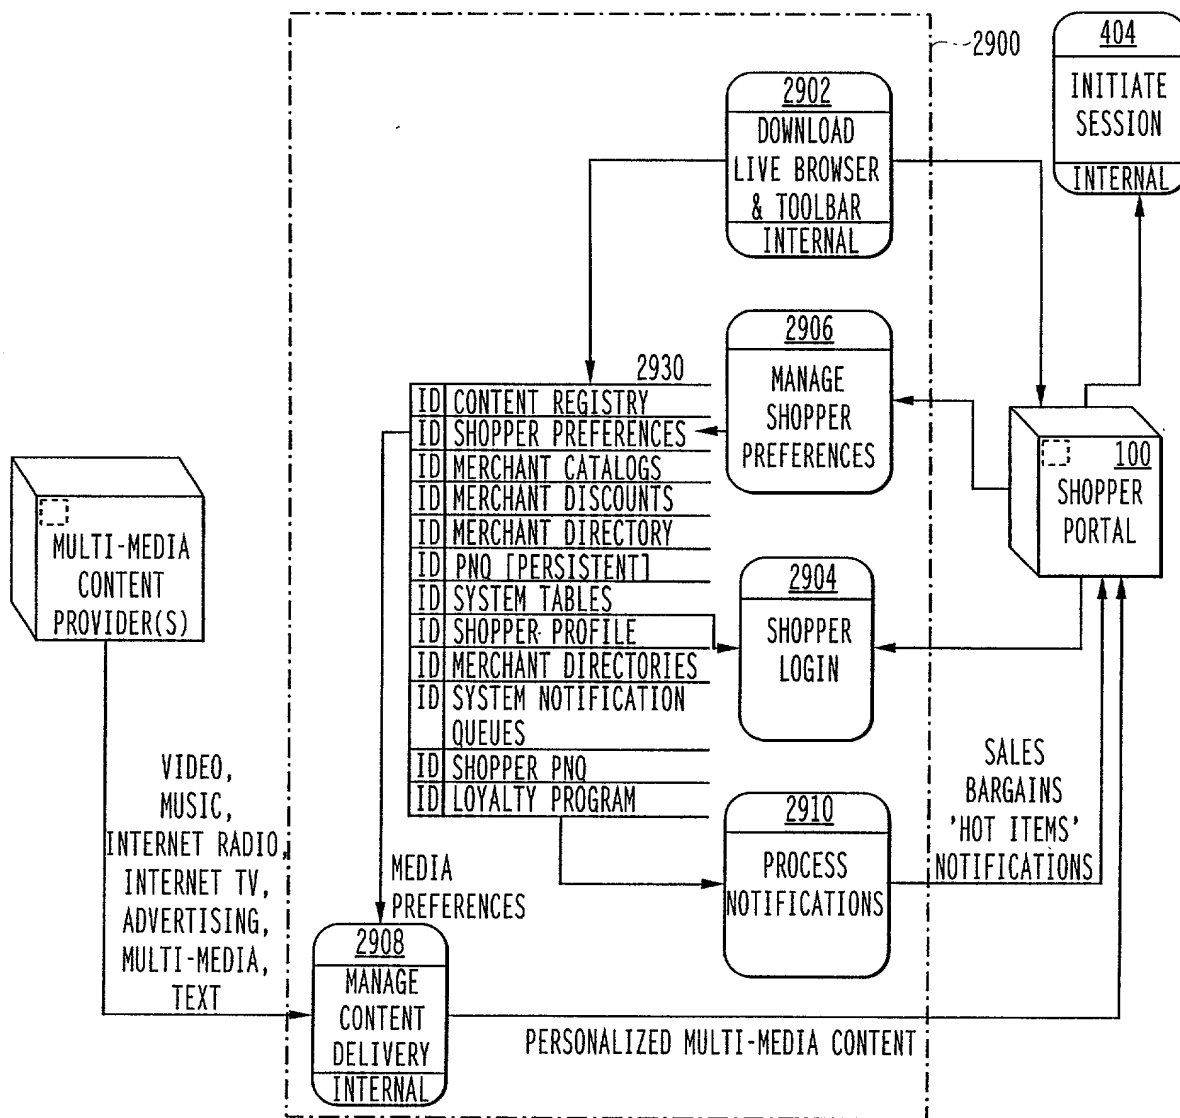 2900
404
INITIATE
SESSION
INTERNAL
2902
DOWNLOAD
LIVE BROWSER
& TOOLBAR
INTERNAL
2906
MANAGE
SHOPPER
PREFERENCES
2930
ID CONTENT REGISTRY
ID SHOPPER PREFERENCES
ID MERCHANT CATALOGS
ID MERCHANT DISCOUNTS
ID MERCHANT DIRECTORY
ID PNQ [PERSISTENT]
ID SYSTEM TABLES
ID SHOPPER PROFILE
ID MERCHANT DIRECTORIES
ID SYSTEM NOTIFICATION
QUEUES
ID SHOPPER PNQ
ID LOYALTY PROGRAM
100
SHOPPER
PORTAL
MULTI-MEDIA
CONTENT
PROVIDER(S)
2904
SHOPPER
LOGIN
2910
PROCESS
NOTIFICATIONS
SALES
BARGAINS
'HOT ITEMS'
NOTIFICATIONS
VIDEO,
MUSIC,
INTERNET RADIO,
INTERNET TV,
ADVERTISING,
MULTI-MEDIA,
TEXT
MEDIA
PREFERENCES
2908
MANAGE
CONTENT
DELIVERY
INTERNAL
PERSONALIZED MULTI-MEDIA CONTENT